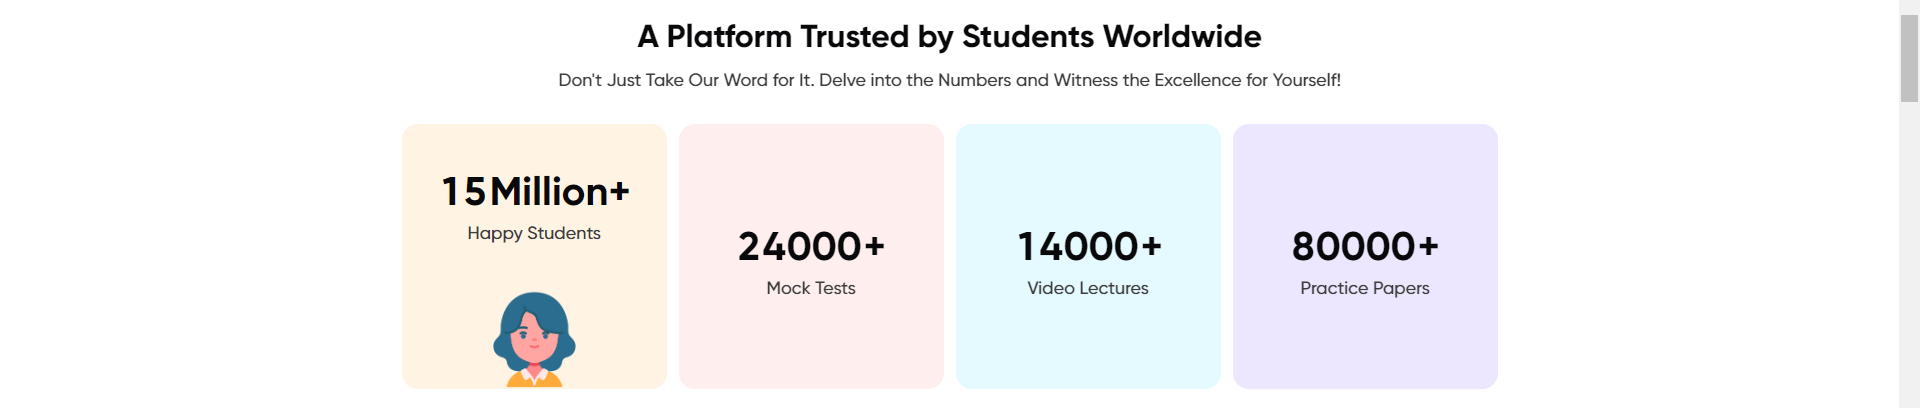 A Platform Trusted by Students Worldwide
Don't Just Take Our Word for It. Delve into the Numbers and Witness the Excellence for Yourself!
15Million+
Happy Students
24000+
Mock Tests
14000+
Video Lectures
80000+
Practice Papers